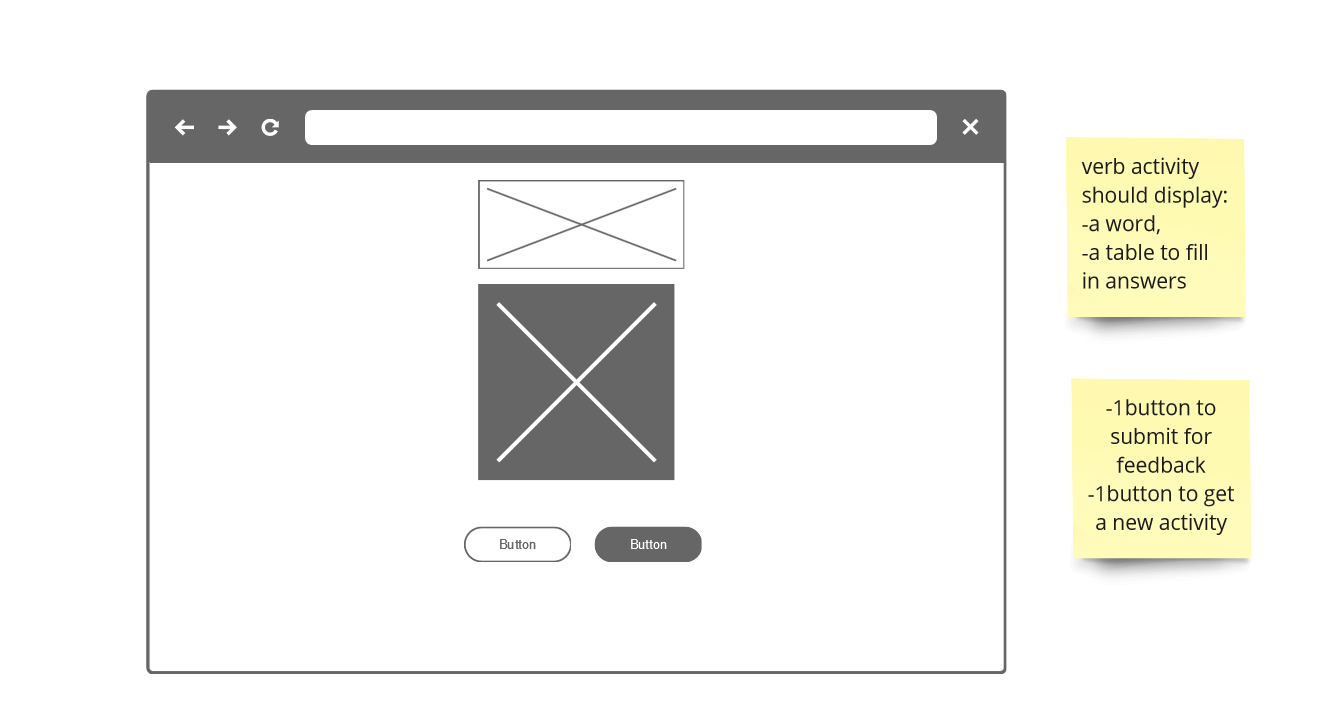 verb activity
should display:
-a word,
-a table to fill
in answers
-1button to
submit for
feedback
-1button to get
a new activity
Button
Button